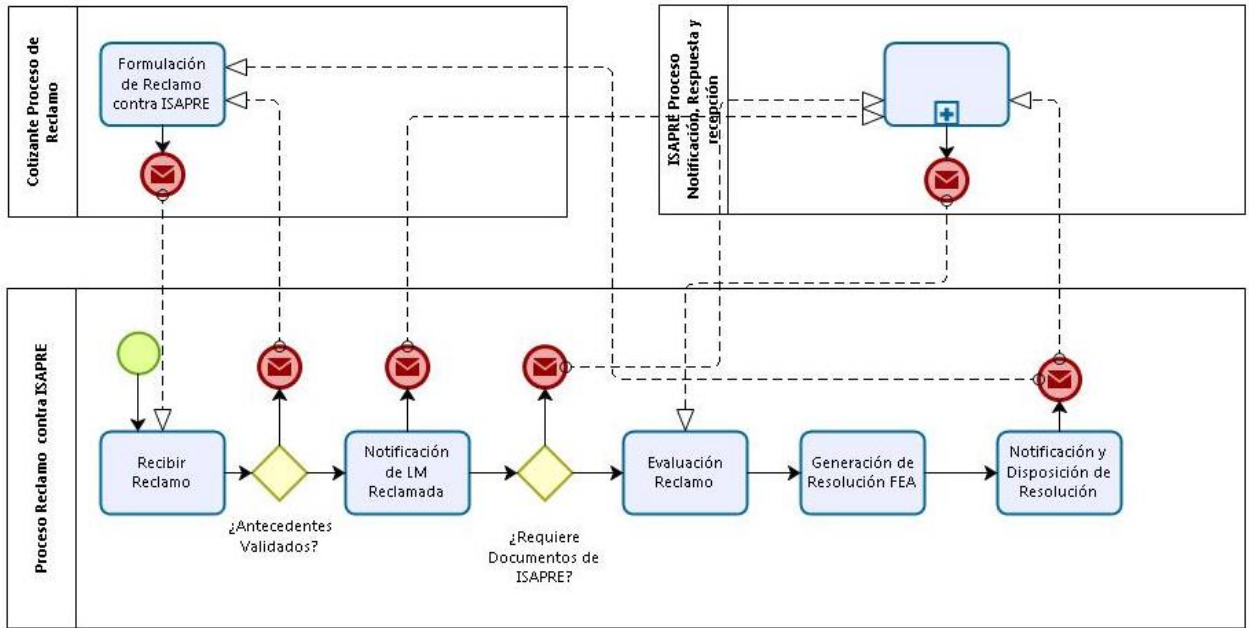 Cotizante Proceso de
Reclamo
Formulación
de Reclamo
contra ISAPRE
ISAPRE Proceso
Notificación, Respuesta y
recepción
Proceso Reclamo contra ISAPRE
Recibir
Reclamo
¿Antecedentes
Validados?
Notificación
de LM
Reclamada
¿Requiere
Documentos de
ISAPRE?
Evaluación
Reclamo
Generación de
Resolución FEA
Notificación y
Disposición de
Resolución